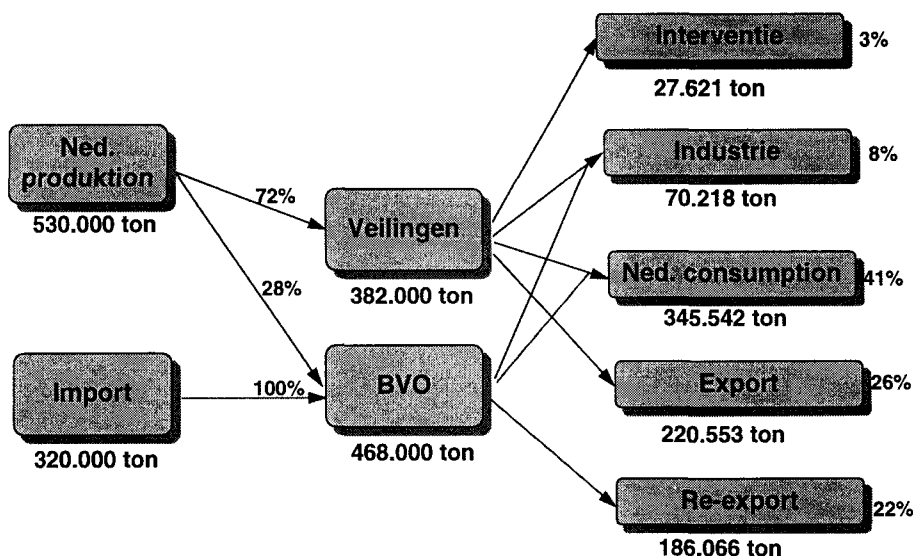 Interventie
3%
27.621 ton
Ned.
produktion
530.000 ton
Industrie
8%
70.218 ton
72%
Veilingen
382.000 ton
Ned. consumption
41%
345.542 ton
28%
Import
320.000 ton
100%
BVO
468.000 ton
Export
26%
220.553 ton
Re-export
22%
186.066 ton